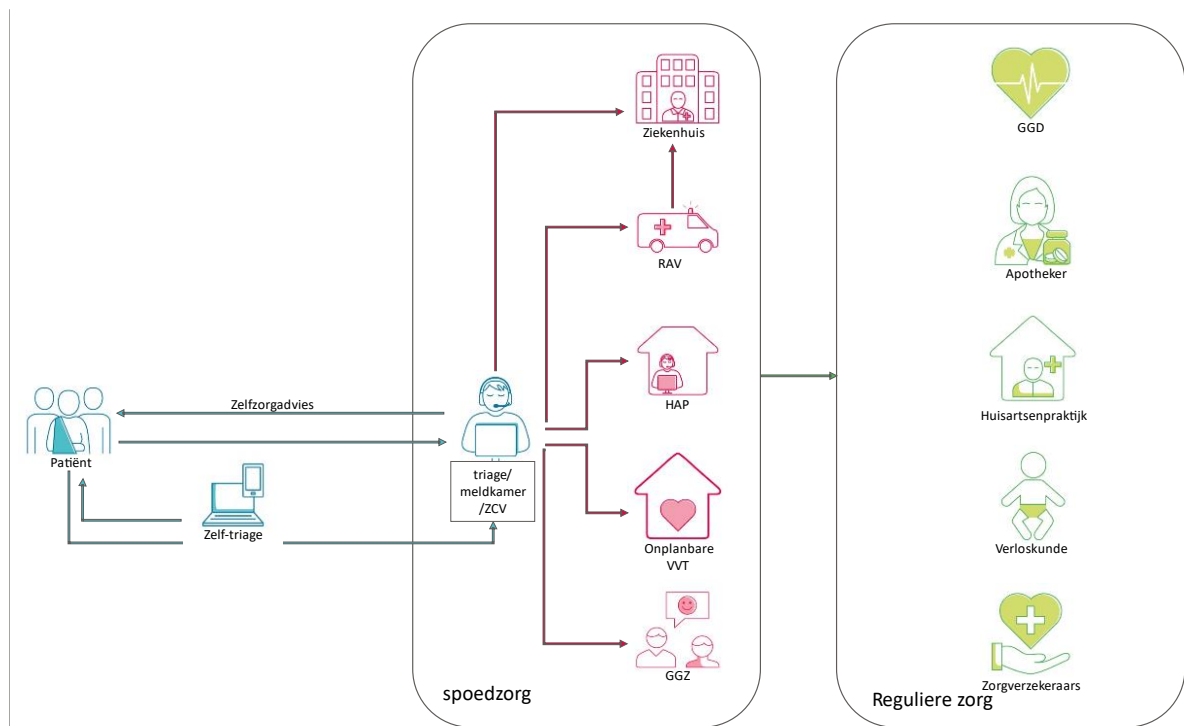 Ziekenhuis
RAV
HAP
Onplanbare
VVT
GGZ
spoedzorg
Zelfzorgadvies
Patiënt
Zelf-triage
triage/
meldkamer
/ZCV
GGD
Apotheker
Huisartsenpraktijk
Verloskunde
Zorgverzekeraars
Reguliere zorg